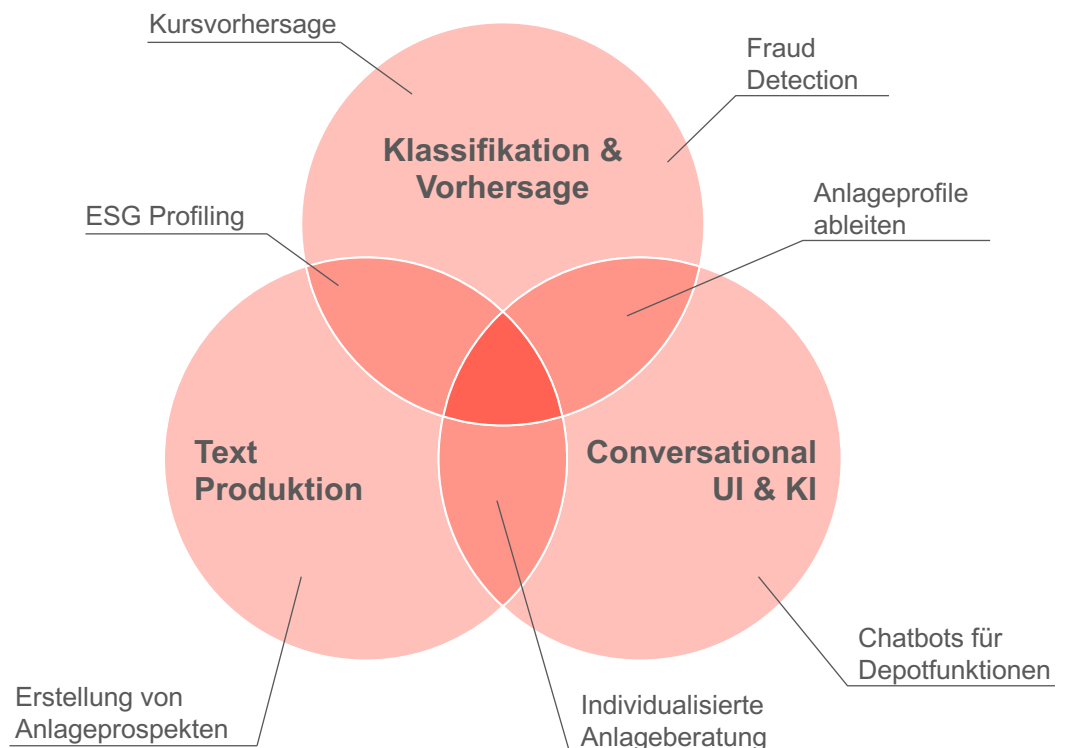 Kursvorhersage
Fraud
Detection
Klassifikation &
Vorhersage
ESG Profiling
Anlageprofile
ableiten
Text
Produktion
Conversational
UI & KI
Chatbots für
Depotfunktionen
Erstellung von
Anlageprospekten
Individualisierte
Anlageberatung